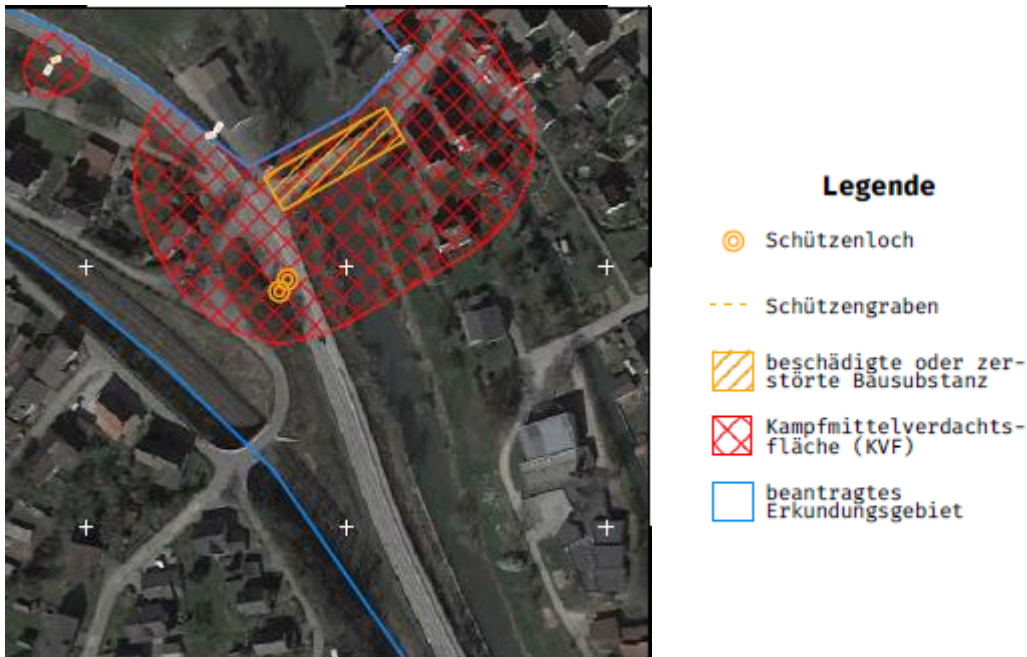 Legende
Schützenloch
Schützengraben
beschädigte oder zer-
störte Bausubstanz
Kampfmittelverdachts-
fläche (KVF)
beantragtes
Erkundungsgebiet